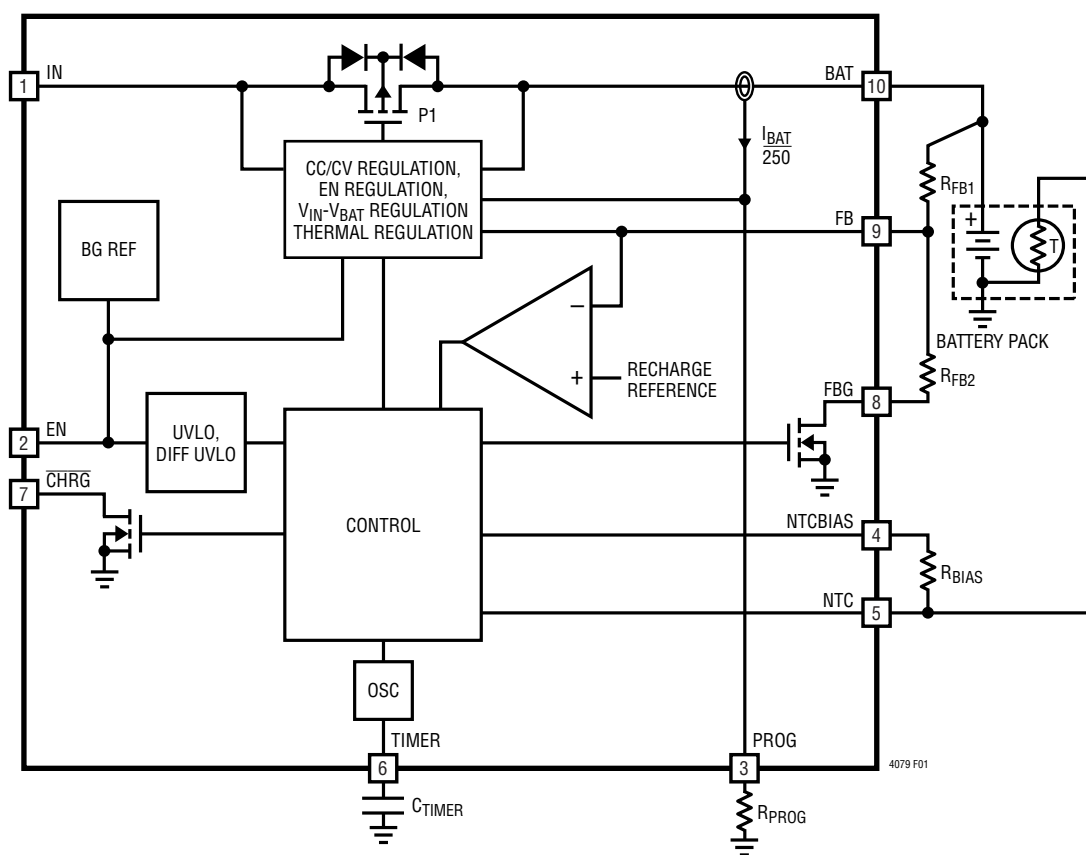 IN
1
P1
BAT
10
I_BAT
250
CC/CV REGULATION,
EN REGULATION,
V_IN-V_BAT REGULATION
THERMAL REGULATION
R_FB1
BG REF
FB
9
+
T
−
+
RECHARGE
REFERENCE
BATTERY PACK
R_FB2
FBG
8
EN
2
UVLO,
DIFF UVLO
CHRG
7
CONTROL
NTCBIAS
4
R_BIAS
NTC
5
OSC
TIMER
6
PROG
3
4079 F01
C_TIMER
R_PROG